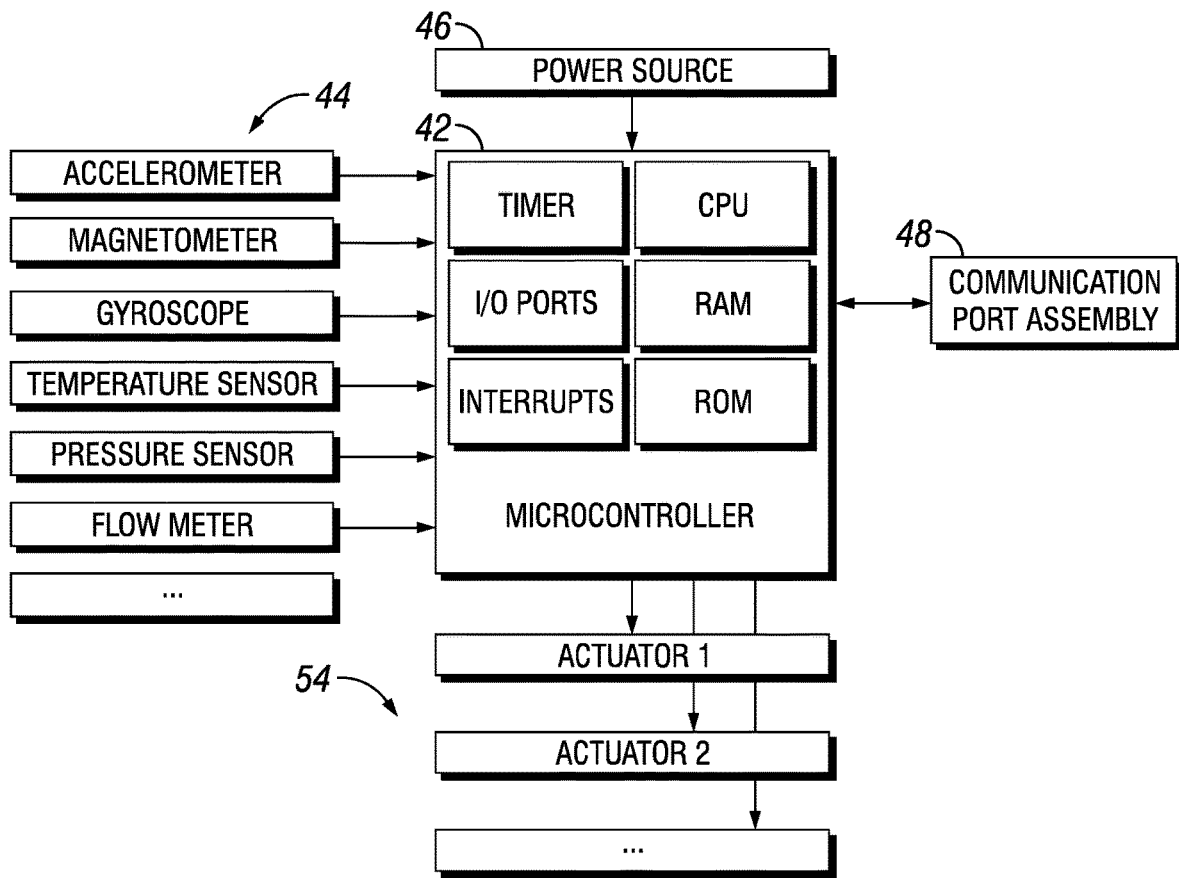 46
POWER SOURCE
44
42
ACCELEROMETER
MAGNETOMETER
GYROSCOPE
TEMPERATURE SENSOR
PRESSURE SENSOR
FLOW METER
...
TIMER
CPU
I/O PORTS
RAM
INTERRUPTS
ROM
MICROCONTROLLER
48
COMMUNICATION
PORT ASSEMBLY
54
ACTUATOR 1
ACTUATOR 2
...